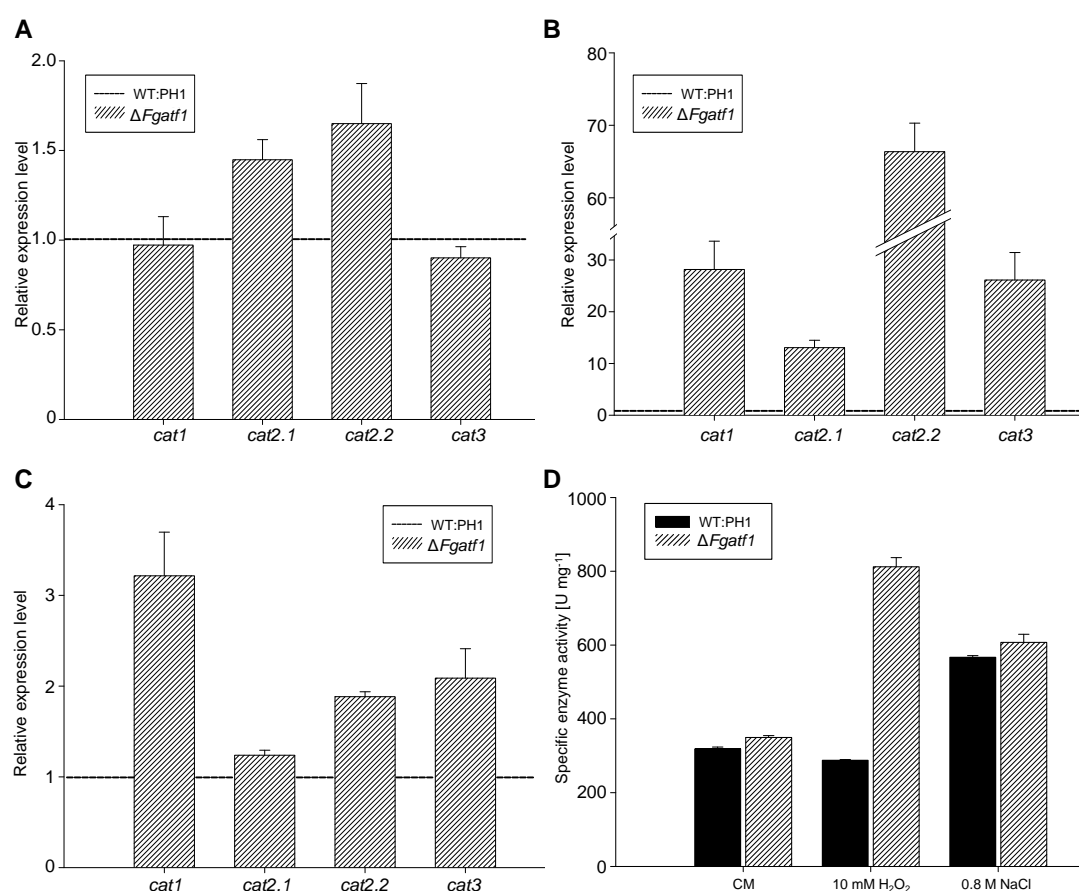 A
Relative expression level
2.0
1.5
1.0
0.5
0
WT:PH1
ΔFgatf1
cat1 cat2.1 cat2.2 cat3
B
Relative expression level
80
70
60
30
20
10
0
WT:PH1
ΔFgatf1
cat1 cat2.1 cat2.2 cat3
C
Relative expression level
4
3
2
1
0
WT:PH1
ΔFgatf1
cat1 cat2.1 cat2.2 cat3
D
Specific enzyme activity [U mg⁻¹]
1000
800
600
400
200
0
WT:PH1
ΔFgatf1
CM 10 mM H₂O₂ 0.8 M NaCl